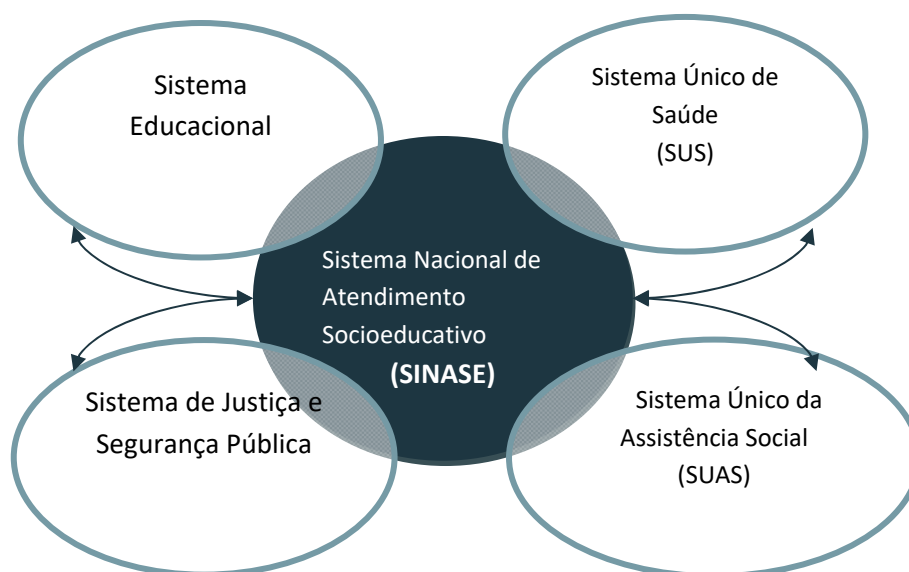 Sistema
Educacional
Sistema Único de
Saúde
(SUS)
Sistema Nacional de
Atendimento
Socioeducativo
(SINASE)
Sistema de Justiça e
Segurança Pública
Sistema Único da
Assistência Social
(SUAS)